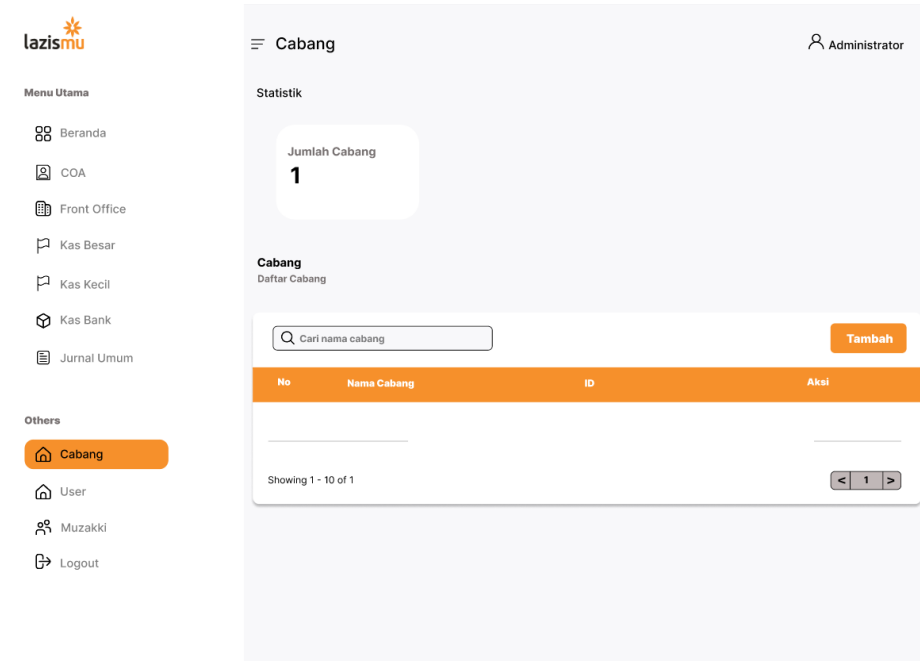 lazismu
Menu Utama
Beranda
COA
Front Office
Kas Besar
Kas Kecil
Kas Bank
Jurnal Umum
Others
Cabang
User
Muzakki
Logout
Cabang
Administrator
Statistik
Jumlah Cabang
1
Cabang
Daftar Cabang
Cari nama cabang
Tambah
No Nama Cabang ID Aksi
Showing 1 - 10 of 1
< 1 >